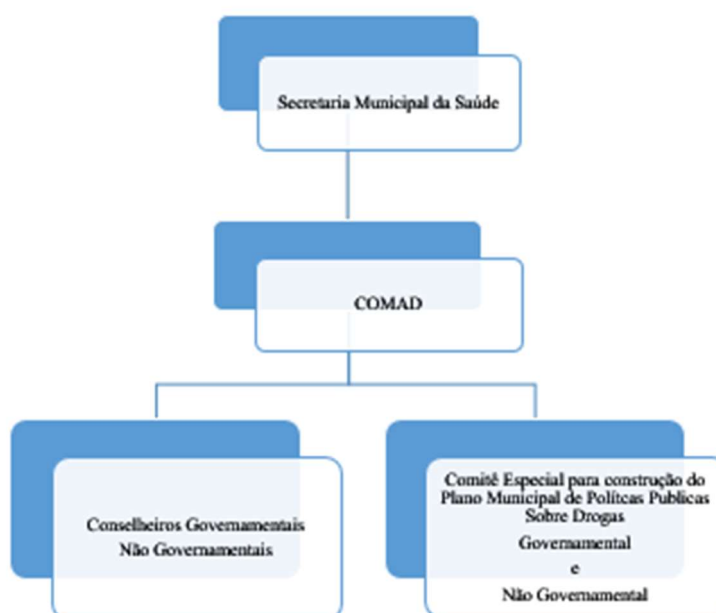 Secretaria Municipal da Saúde
COMAD
Conselheiros Governamentais
Não Governamentais
Comitê Especial para construção do
Plano Municipal de Polítcas Publicas
Sobre Drogas
Governamental
e
Não Governamental